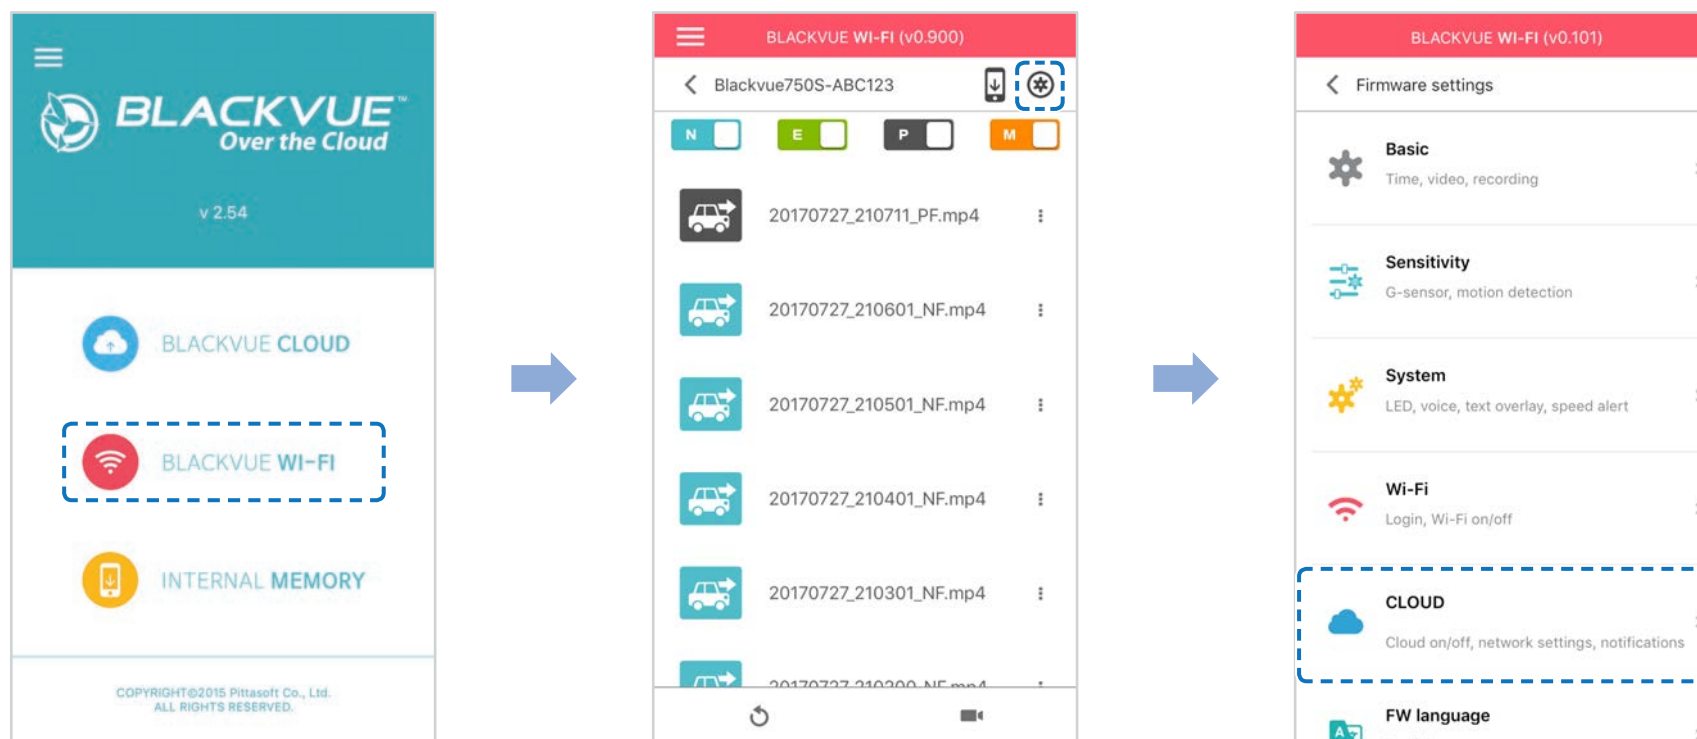 BLACKVUE™
Over the Cloud
v 2.54
BLACKVUE CLOUD
BLACKVUE WI-FI
INTERNAL MEMORY
COPYRIGHT©2015 Pittasoft Co., Ltd.
ALL RIGHTS RESERVED.
BLACKVUE WI-FI (v0.900)
Blackvue750S-ABC123
N E P M
20170727_210711_PF.mp4
20170727_210601_NF.mp4
20170727_210501_NF.mp4
20170727_210401_NF.mp4
20170727_210301_NF.mp4
20170727_210200_NF.mp4
BLACKVUE WI-FI (v0.101)
Firmware settings
Basic
Time, video, recording
Sensitivity
G-sensor, motion detection
System
LED, voice, text overlay, speed alert
Wi-Fi
Login, Wi-Fi on/off
CLOUD
Cloud on/off, network settings, notifications
FW language
A